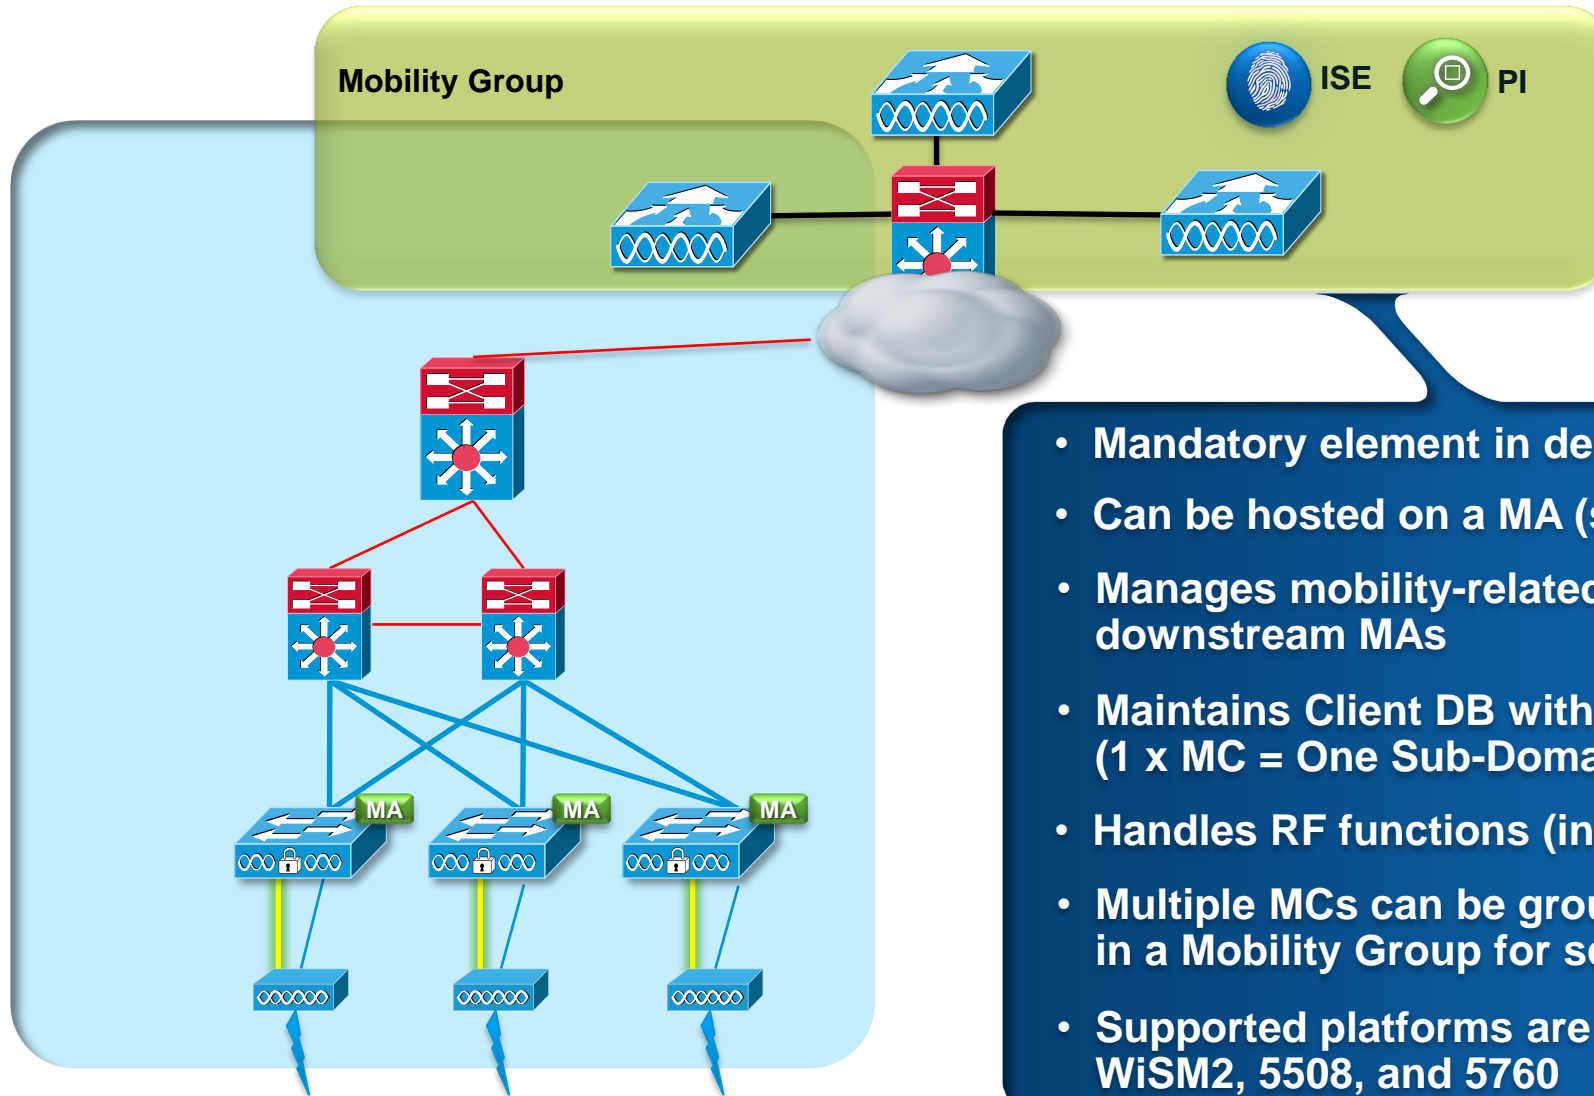 Mobility Group
ISE
PI
• Mandatory element in de
• Can be hosted on a MA (s
• Manages mobility-related
downstream MAs
• Maintains Client DB with
(1 x MC = One Sub-Doma
• Handles RF functions (in
• Multiple MCs can be grou
in a Mobility Group for s
• Supported platforms are
WiSM2, 5508, and 5760
MA
MA
MA